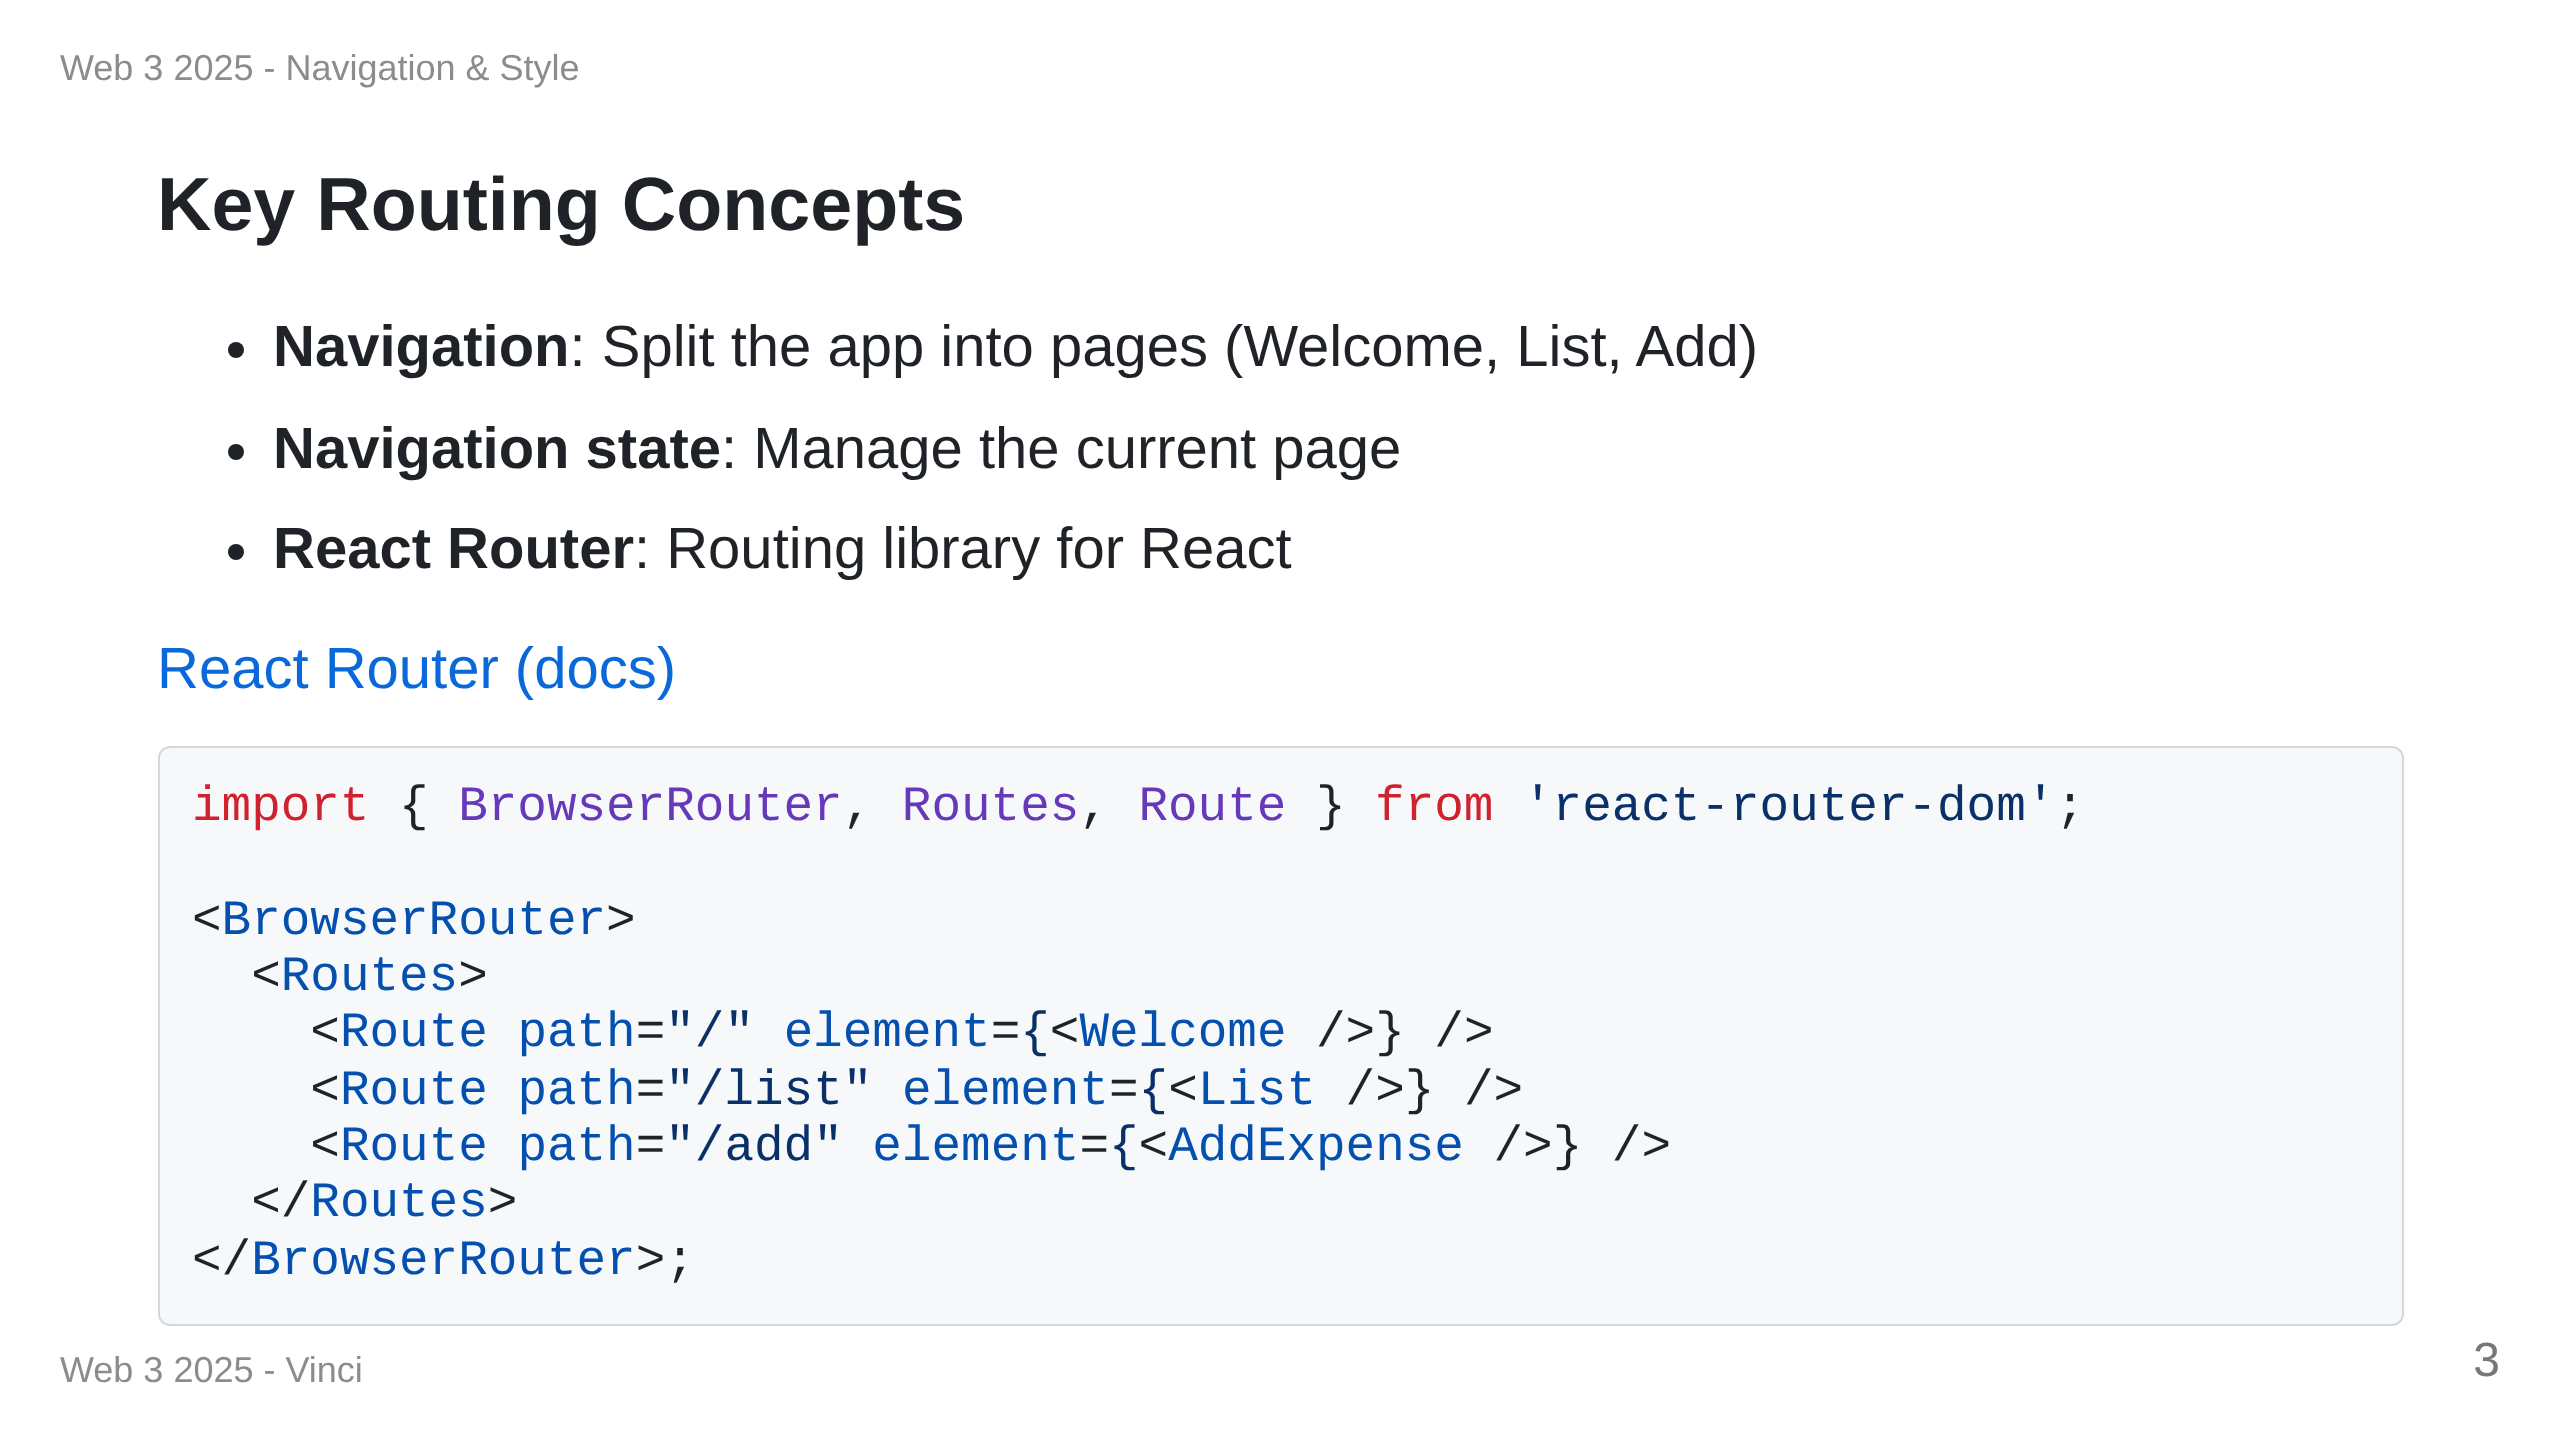 Web 3 2025 - Navigation & Style
Key Routing Concepts
• Navigation: Split the app into pages (Welcome, List, Add)
• Navigation state: Manage the current page
• React Router: Routing library for React
React Router (docs)
import { BrowserRouter, Routes, Route } from 'react-router-dom';

<BrowserRouter>
  <Routes>
    <Route path="/" element={<Welcome />} />
    <Route path="/list" element={<List />} />
    <Route path="/add" element={<AddExpense />} />
  </Routes>
</BrowserRouter>;
Web 3 2025 - Vinci
3